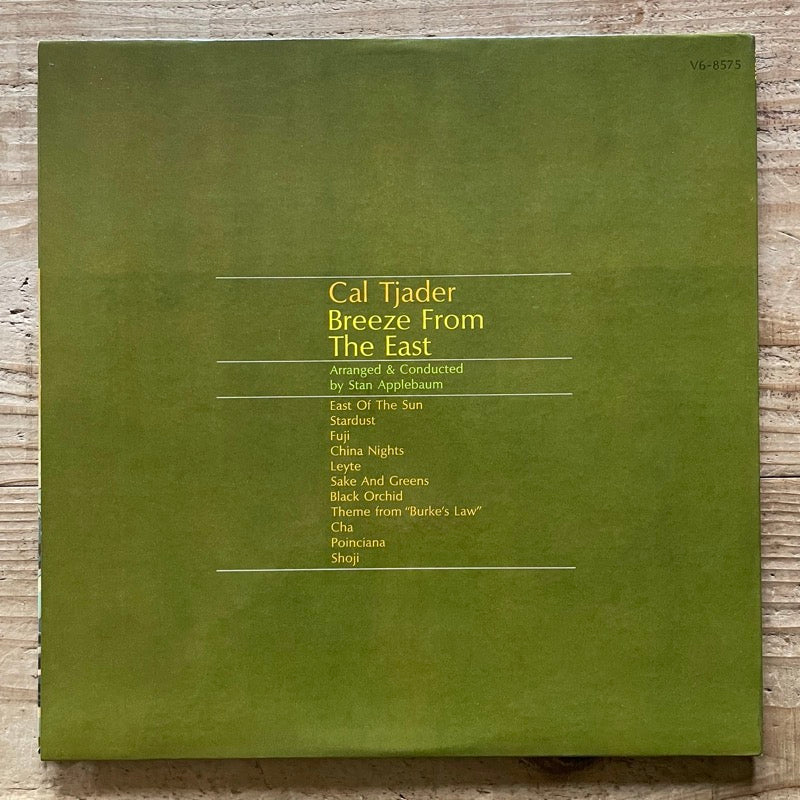 V6-8575
Cal Tjader
Breeze From
The East
Arranged & Conducted
by Stan Applebaum
East Of The Sun
Stardust
Fuji
China Nights
Leyte
Sake And Greens
Black Orchid
Theme from "Burke's Law"
Cha
Poinciana
Shoji